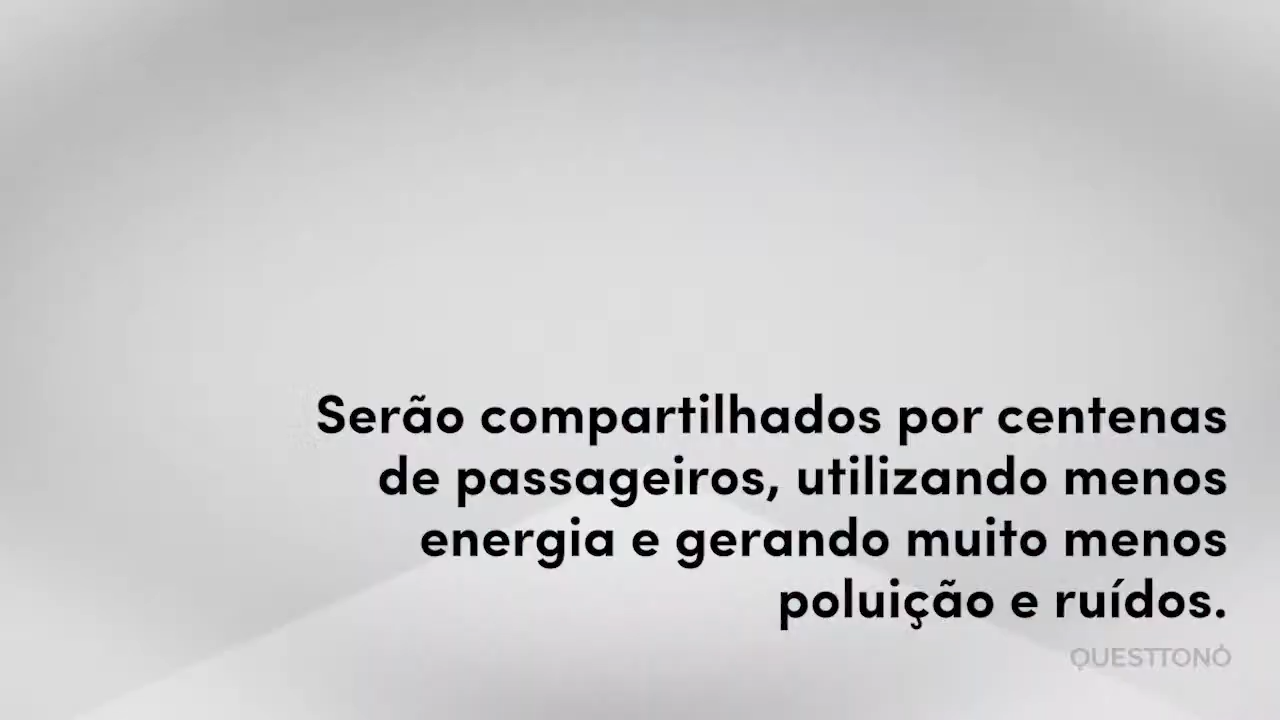 Serão compartilhados por centenas
de passageiros, utilizando menos
energia e gerando muito menos
poluição e ruídos.
QUESTTONÓ